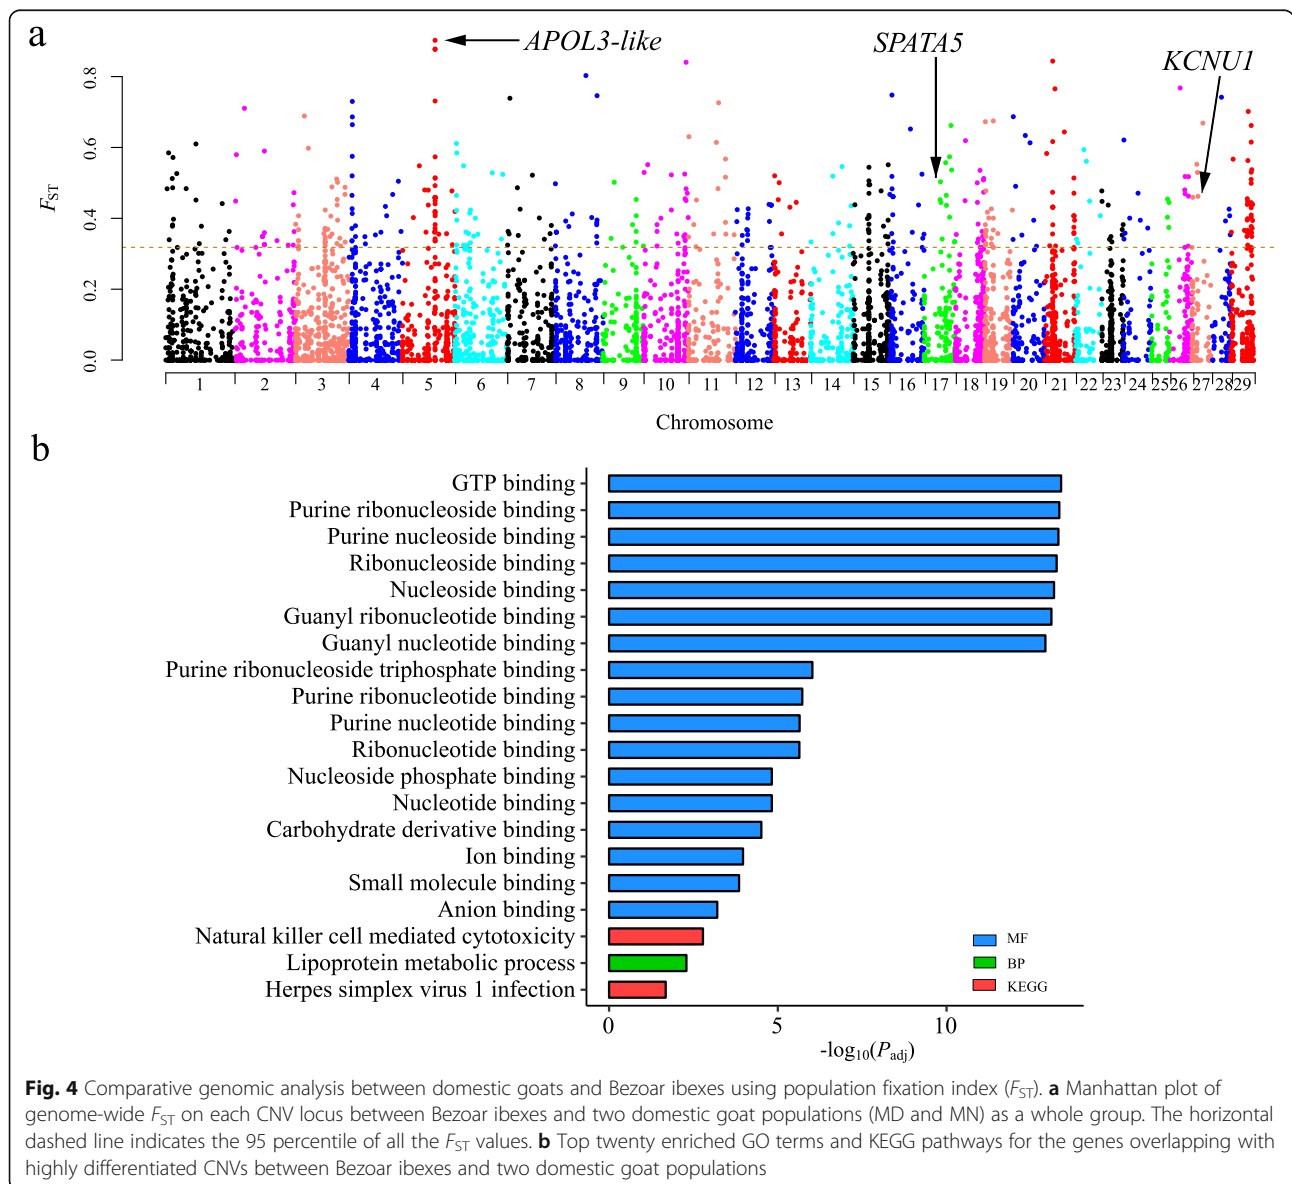 a
APOL3-like
SPATA5
KCNU1
0.8
0.6
0.4
0.2
0.0
FST
1 2 3 4 5 6 7 8 9 10 11 12 13 14 15 16 17 18 19 20 21 22 23 24 25 26 27 28 29
Chromosome
b
GTP binding
Purine ribonucleoside binding
Purine nucleoside binding
Ribonucleoside binding
Nucleoside binding
Guanyl ribonucleotide binding
Guanyl nucleotide binding
Purine ribonucleoside triphosphate binding
Purine ribonucleotide binding
Purine nucleotide binding
Ribonucleotide binding
Nucleoside phosphate binding
Nucleotide binding
Carbohydrate derivative binding
Ion binding
Small molecule binding
Anion binding
Natural killer cell mediated cytotoxicity
Lipoprotein metabolic process
Herpes simplex virus 1 infection
MF
BP
KEGG
0 5 10
-log10(Padj)
Fig. 4 Comparative genomic analysis between domestic goats and Bezoar ibexes using population fixation index (FST). a Manhattan plot of
genome-wide FST on each CNV locus between Bezoar ibexes and two domestic goat populations (MD and MN) as a whole group. The horizontal
dashed line indicates the 95 percentile of all the FST values. b Top twenty enriched GO terms and KEGG pathways for the genes overlapping with
highly differentiated CNVs between Bezoar ibexes and two domestic goat populations